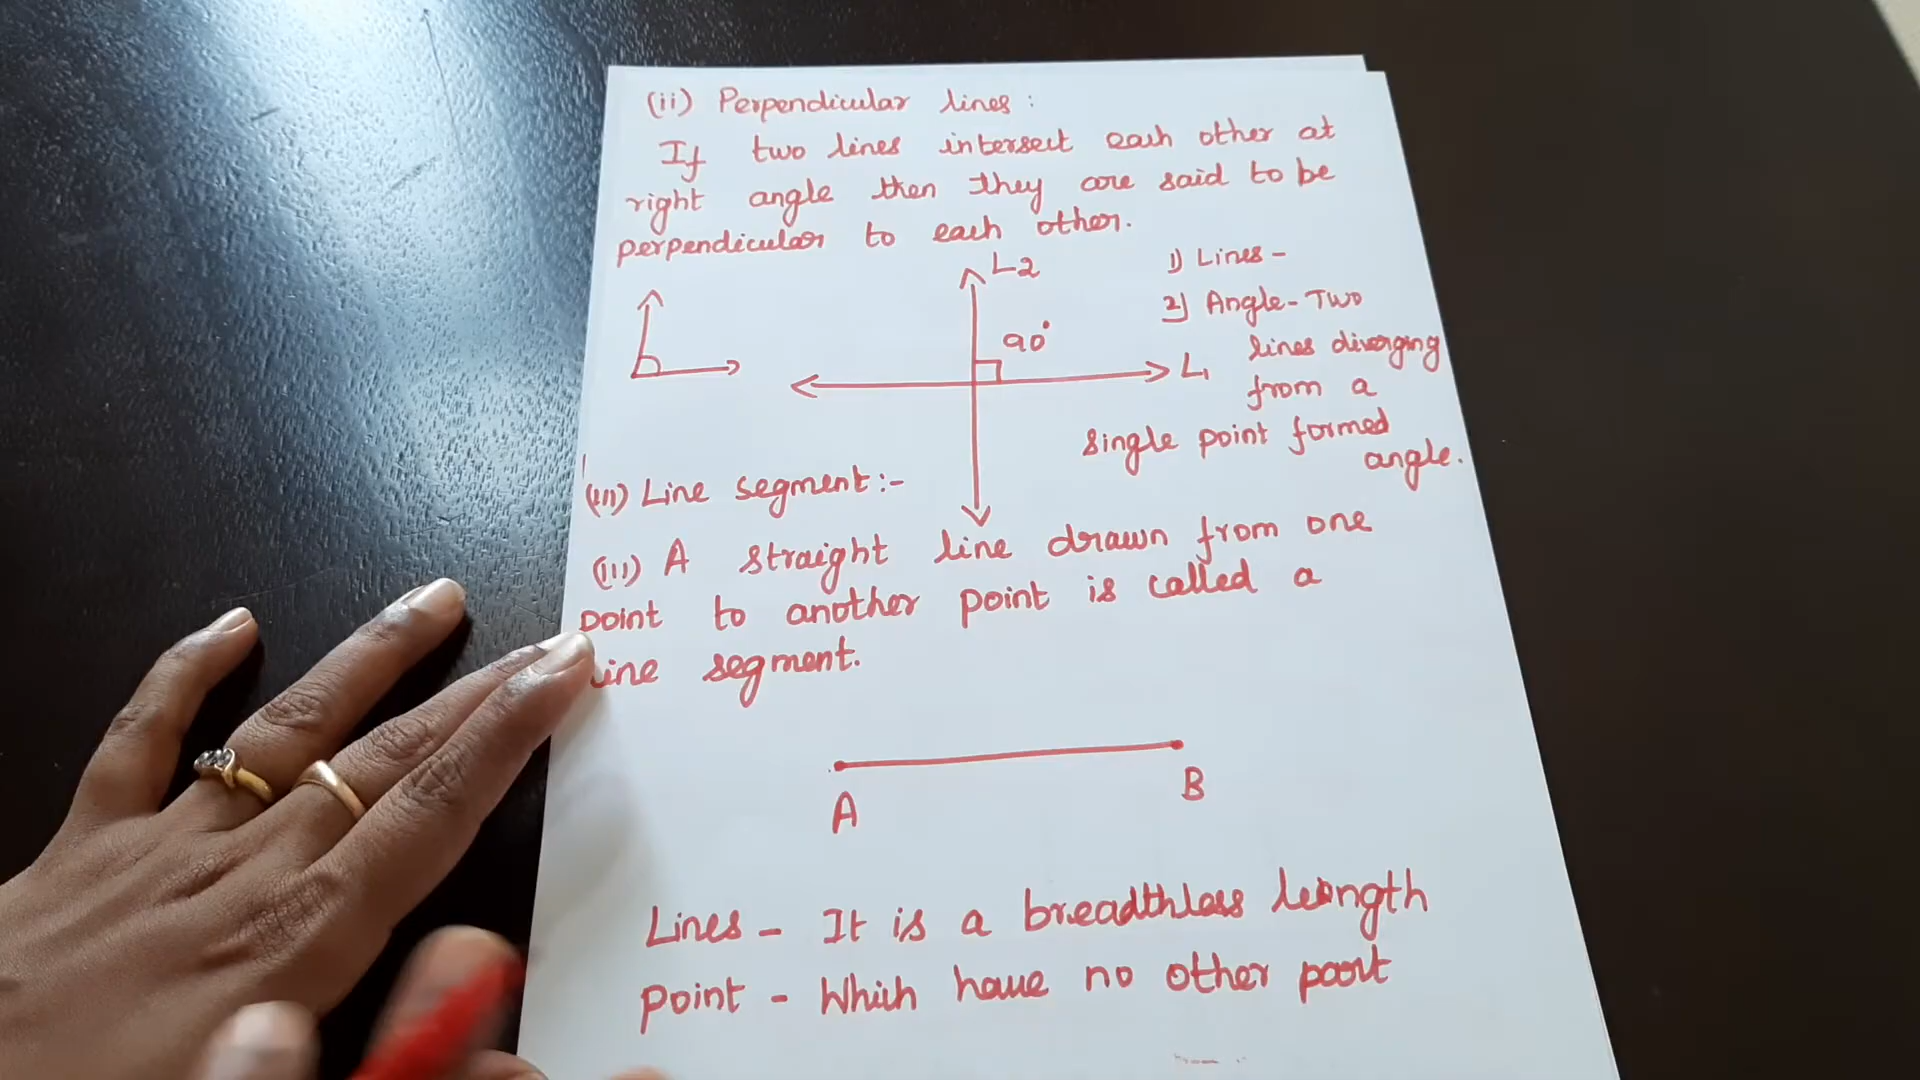 (ii) Perpendicular lines :
If two lines intersect each other at
right angle then they are said to be
perpendicular to each other.
L2
90°
L1
1) Lines -
2) Angle - Two
lines diverging
from a
single point formed
angle.
(iii) Line segment :-
(iii) A straight line drawn from one
point to another point is called a
line segment.
A
B
Lines - It is a breadthless length
Point - Which have no other part